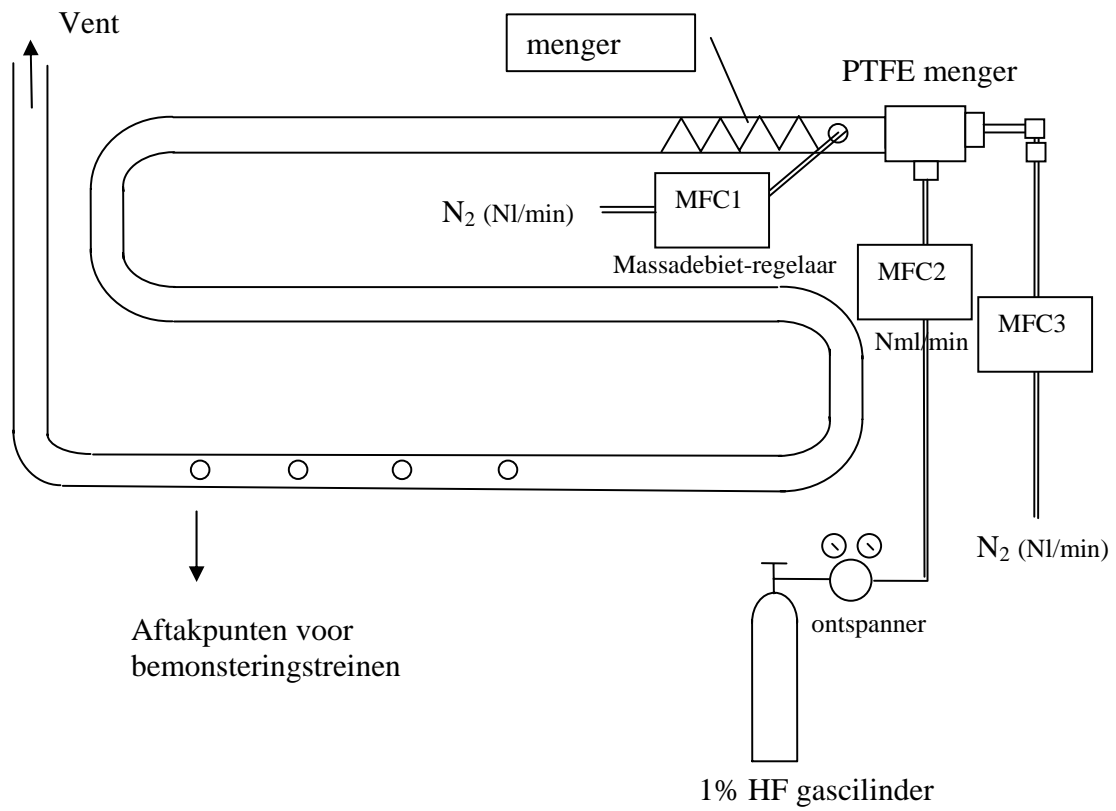 Vent
menger
PTFE menger
N₂ (Nl/min)
MFC1
Massadebiet-regelaar
MFC2
Nml/min
MFC3
N₂ (Nl/min)
ontspanner
Aftakpunten voor
bemonsteringstreinen
1% HF gascilinder